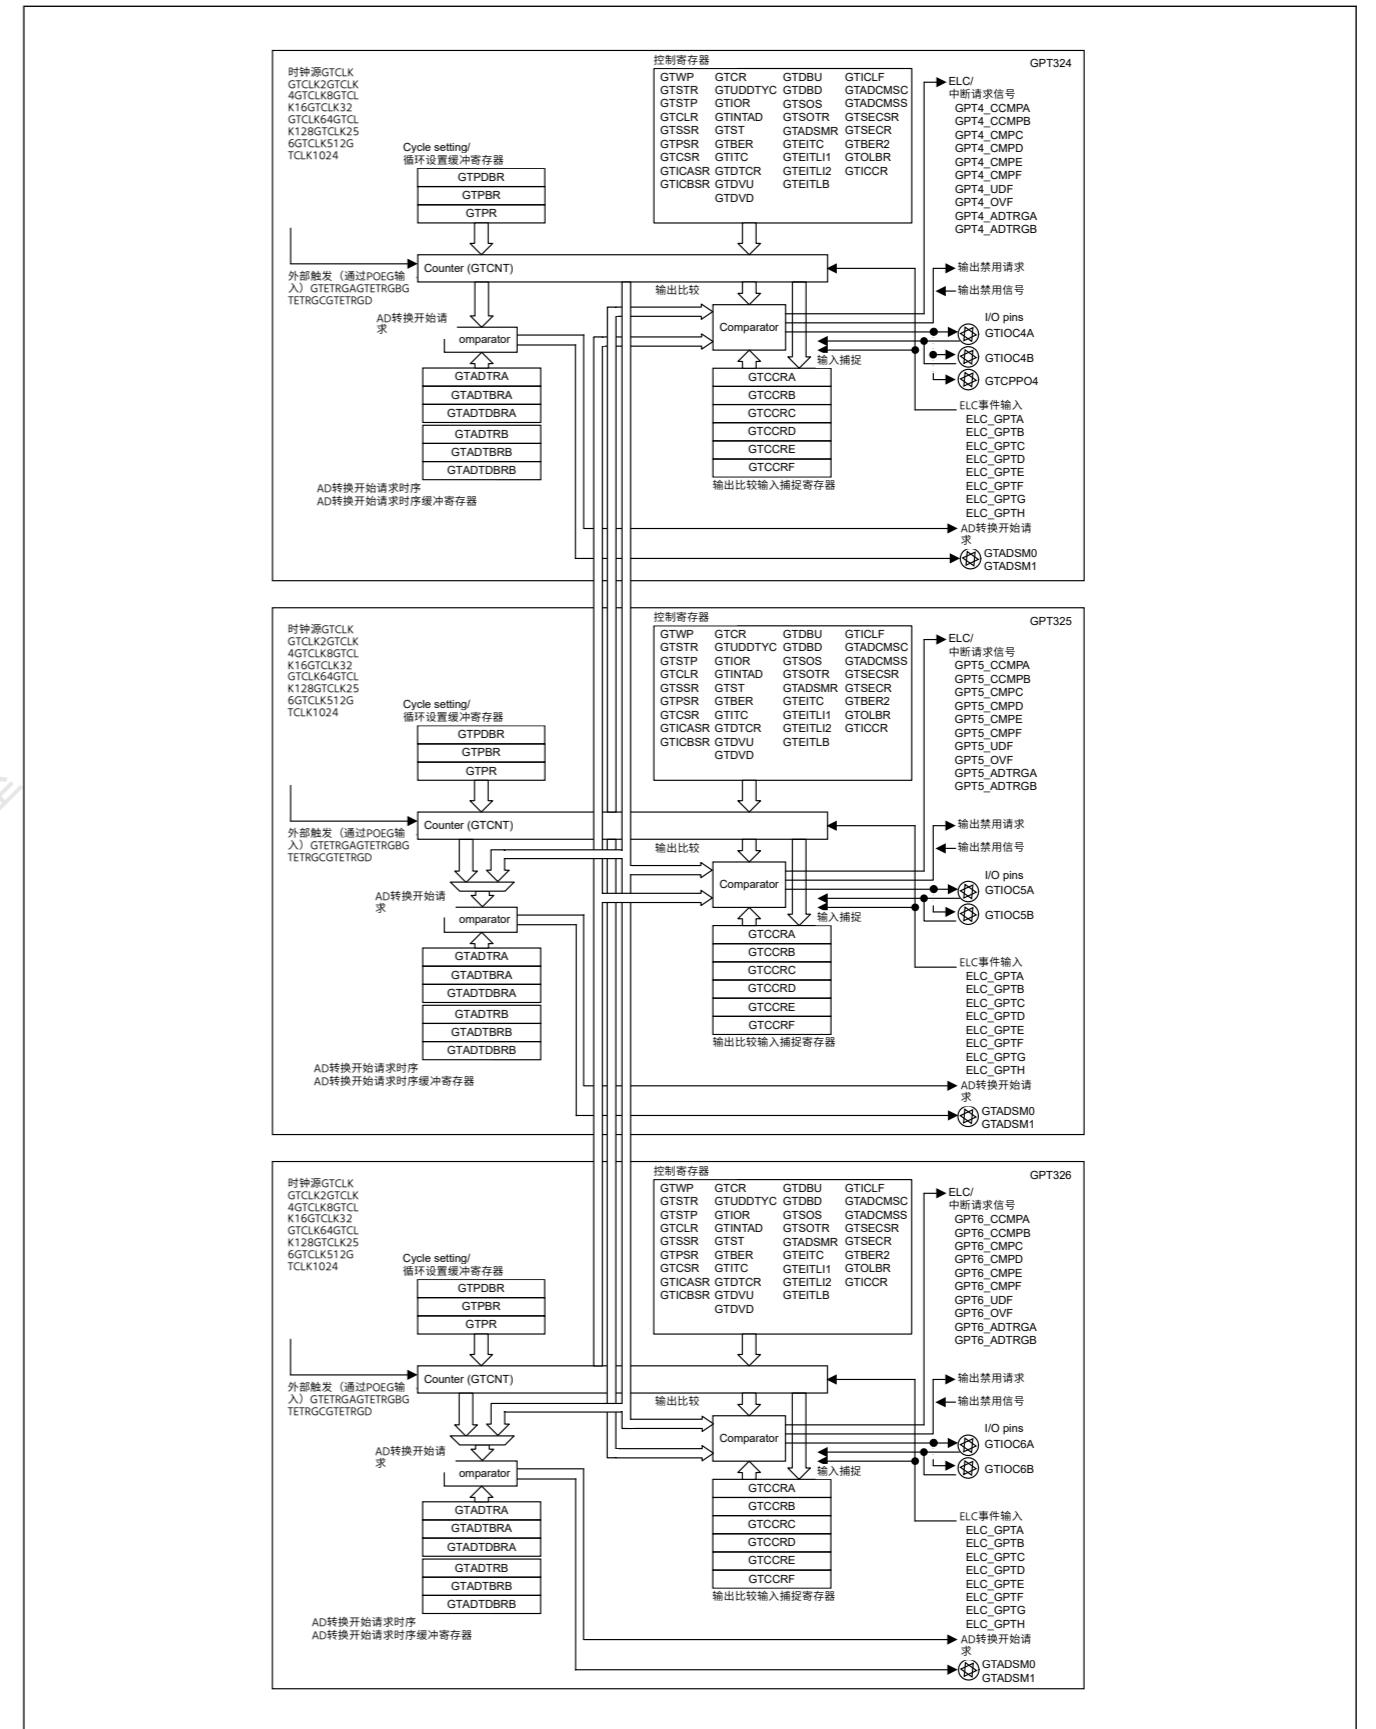 GPT324
时钟源GTCLK
GTCLK2GTCLK
4GTCLK8GTCL
K16GTCLK32
GTCLK64GTCL
K128GTCLK25
6GTCLK512G
TCLK1024
Cycle setting/
循环设置缓冲寄存器
GTPDBR
GTPBR
GTPR
控制寄存器
GTWP GTCR GTDBU GTICLF
GTSTR GTUDDTYC GTDBD GTADCMSC
GTSTP GTIOR GTSOS GTADCMSS
GTCLR GTINTAD GTSOTR GTSECSR
GTSSR GTST GTADSMR GTSECR
GTPSR GTBER GTEITC GTBER2
GTCSR GTITC GTEITLI1 GTOLBR
GTICASR GTDTCR GTEITLI2 GTICCR
GTICBSR GTDVU GTEITLB
GTDVD
ELC/
中断请求信号
GPT4_CCMPA
GPT4_CCMPB
GPT4_CMPC
GPT4_CMPD
GPT4_CMPE
GPT4_CMPF
GPT4_UDF
GPT4_OVF
GPT4_ADTRGA
GPT4_ADTRGB
Counter (GTCNT)
外部触发（通过POEG输
入）GTETRGAGTETRGBG
TETRGCGTETRGD
输出比较
输出禁用请求
输出禁用信号
AD转换开始请
求
omparator
Comparator
I/O pins
GTIOC4A
GTIOC4B
GTCPPO4
输入捕捉
GTADTRA
GTADTBRA
GTADTDBRA
GTADTRB
GTADTBRB
GTADTDBRB
AD转换开始请求时序
AD转换开始请求时序缓冲寄存器
GTCCRA
GTCCRB
GTCCRC
GTCCRD
GTCCRE
GTCCRF
输出比较输入捕捉寄存器
ELC事件输入
ELC_GPTA
ELC_GPTB
ELC_GPTC
ELC_GPTD
ELC_GPTE
ELC_GPTF
ELC_GPTG
ELC_GPTH
AD转换开始请
求
GTADSM0
GTADSM1
GPT325
时钟源GTCLK
GTCLK2GTCLK
4GTCLK8GTCL
K16GTCLK32
GTCLK64GTCL
K128GTCLK25
6GTCLK512G
TCLK1024
Cycle setting/
循环设置缓冲寄存器
GTPDBR
GTPBR
GTPR
控制寄存器
GTWP GTCR GTDBU GTICLF
GTSTR GTUDDTYC GTDBD GTADCMSC
GTSTP GTIOR GTSOS GTADCMSS
GTCLR GTINTAD GTSOTR GTSECSR
GTSSR GTST GTADSMR GTSECR
GTPSR GTBER GTEITC GTBER2
GTCSR GTITC GTEITLI1 GTOLBR
GTICASR GTDTCR GTEITLI2 GTICCR
GTICBSR GTDVU GTEITLB
GTDVD
ELC/
中断请求信号
GPT5_CCMPA
GPT5_CCMPB
GPT5_CMPC
GPT5_CMPD
GPT5_CMPE
GPT5_CMPF
GPT5_UDF
GPT5_OVF
GPT5_ADTRGA
GPT5_ADTRGB
Counter (GTCNT)
外部触发（通过POEG输
入）GTETRGAGTETRGBG
TETRGCGTETRGD
输出比较
输出禁用请求
输出禁用信号
AD转换开始请
求
omparator
Comparator
I/O pins
GTIOC5A
GTIOC5B
输入捕捉
GTADTRA
GTADTBRA
GTADTDBRA
GTADTRB
GTADTBRB
GTADTDBRB
AD转换开始请求时序
AD转换开始请求时序缓冲寄存器
GTCCRA
GTCCRB
GTCCRC
GTCCRD
GTCCRE
GTCCRF
输出比较输入捕捉寄存器
ELC事件输入
ELC_GPTA
ELC_GPTB
ELC_GPTC
ELC_GPTD
ELC_GPTE
ELC_GPTF
ELC_GPTG
ELC_GPTH
AD转换开始请
求
GTADSM0
GTADSM1
GPT326
时钟源GTCLK
GTCLK2GTCLK
4GTCLK8GTCL
K16GTCLK32
GTCLK64GTCL
K128GTCLK25
6GTCLK512G
TCLK1024
Cycle setting/
循环设置缓冲寄存器
GTPDBR
GTPBR
GTPR
控制寄存器
GTWP GTCR GTDBU GTICLF
GTSTR GTUDDTYC GTDBD GTADCMSC
GTSTP GTIOR GTSOS GTADCMSS
GTCLR GTINTAD GTSOTR GTSECSR
GTSSR GTST GTADSMR GTSECR
GTPSR GTBER GTEITC GTBER2
GTCSR GTITC GTEITLI1 GTOLBR
GTICASR GTDTCR GTEITLI2 GTICCR
GTICBSR GTDVU GTEITLB
GTDVD
ELC/
中断请求信号
GPT6_CCMPA
GPT6_CCMPB
GPT6_CMPC
GPT6_CMPD
GPT6_CMPE
GPT6_CMPF
GPT6_UDF
GPT6_OVF
GPT6_ADTRGA
GPT6_ADTRGB
Counter (GTCNT)
外部触发（通过POEG输
入）GTETRGAGTETRGBG
TETRGCGTETRGD
输出比较
输出禁用请求
输出禁用信号
AD转换开始请
求
omparator
Comparator
I/O pins
GTIOC6A
GTIOC6B
输入捕捉
GTADTRA
GTADTBRA
GTADTDBRA
GTADTRB
GTADTBRB
GTADTDBRB
AD转换开始请求时序
AD转换开始请求时序缓冲寄存器
GTCCRA
GTCCRB
GTCCRC
GTCCRD
GTCCRE
GTCCRF
输出比较输入捕捉寄存器
ELC事件输入
ELC_GPTA
ELC_GPTB
ELC_GPTC
ELC_GPTD
ELC_GPTE
ELC_GPTF
ELC_GPTG
ELC_GPTH
AD转换开始请
求
GTADSM0
GTADSM1